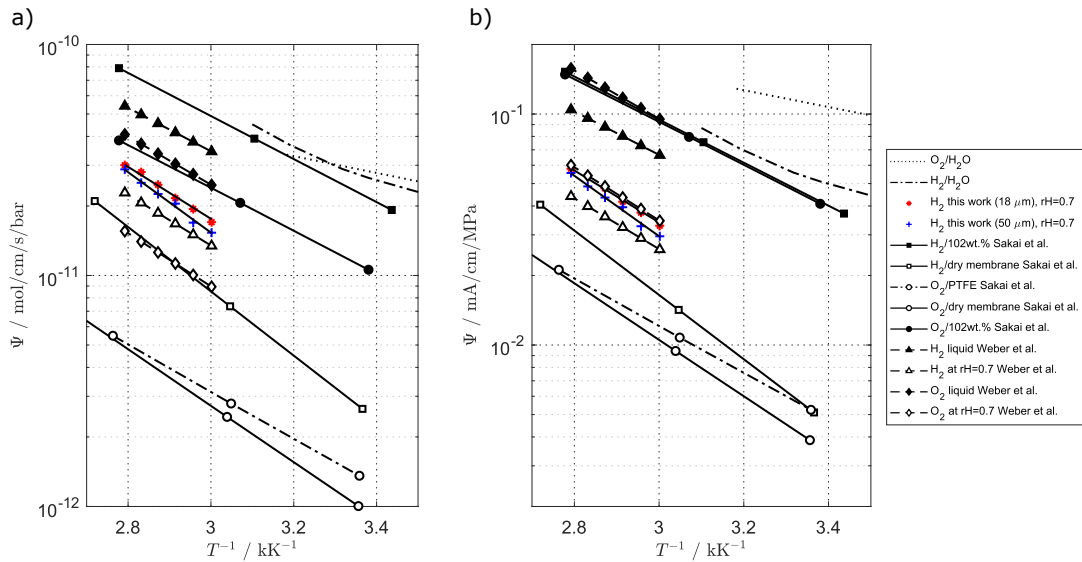 a)
b)
10^-10
10^-11
10^-12
Ψ / mol/cm/s/bar
2.8
3
3.2
3.4
T^-1 / kK^-1
10^-1
10^-2
Ψ / mA/cm/MPa
2.8
3
3.2
3.4
T^-1 / kK^-1
O2/H2O
H2/H2O
H2 this work (18 μm), rH=0.7
H2 this work (50 μm), rH=0.7
H2/102wt.% Sakai et al.
H2/dry membrane Sakai et al.
O2/PTFE Sakai et al.
O2/dry membrane Sakai et al.
O2/102wt.% Sakai et al.
H2 liquid Weber et al.
H2 at rH=0.7 Weber et al.
O2 liquid Weber et al.
O2 at rH=0.7 Weber et al.